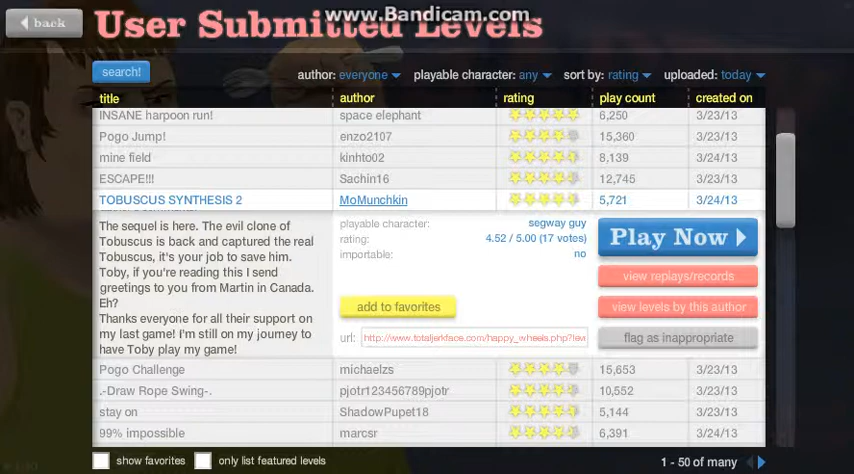 www.Bandicam.com
back
User Submitted Levels
search!
author: everyone playable character: any sort by: rating uploaded: today
title author rating play count created on
INSANE harpoon run! space elephant 6,250 3/23/13
Pogo Jump! enzo2107 15,360 3/23/13
mine field kinhto02 8,139 3/24/13
ESCAPE!!! Sachin16 12,745 3/23/13
TOBUSCUS SYNTHESIS 2 MoMunchkin 5,721 3/24/13
The sequel is here. The evil clone of
Tobuscus is back and captured the real
Tobuscus, it's your job to save him.
Toby, if you're reading this I send
greetings to you from Martin in Canada.
Eh?
Thanks everyone for all their support on
my last game! I'm still on my journey to
have Toby play my game!
playable character: segway guy
rating: 4.52 / 5.00 (17 votes)
importable: no
add to favorites
url: http://www.totaljerkface.com/happy_wheels.php?lev
Play Now
view replays/records
view levels by this author
flag as inappropriate
Pogo Challenge michaelzs 15,653 3/23/13
.-Draw Rope Swing-. pjotr123456789pjotr 10,552 3/23/13
stay on ShadowPupet18 5,144 3/23/13
99% impossible marcsr 6,391 3/24/13
show favorites only list featured levels 1 - 50 of many